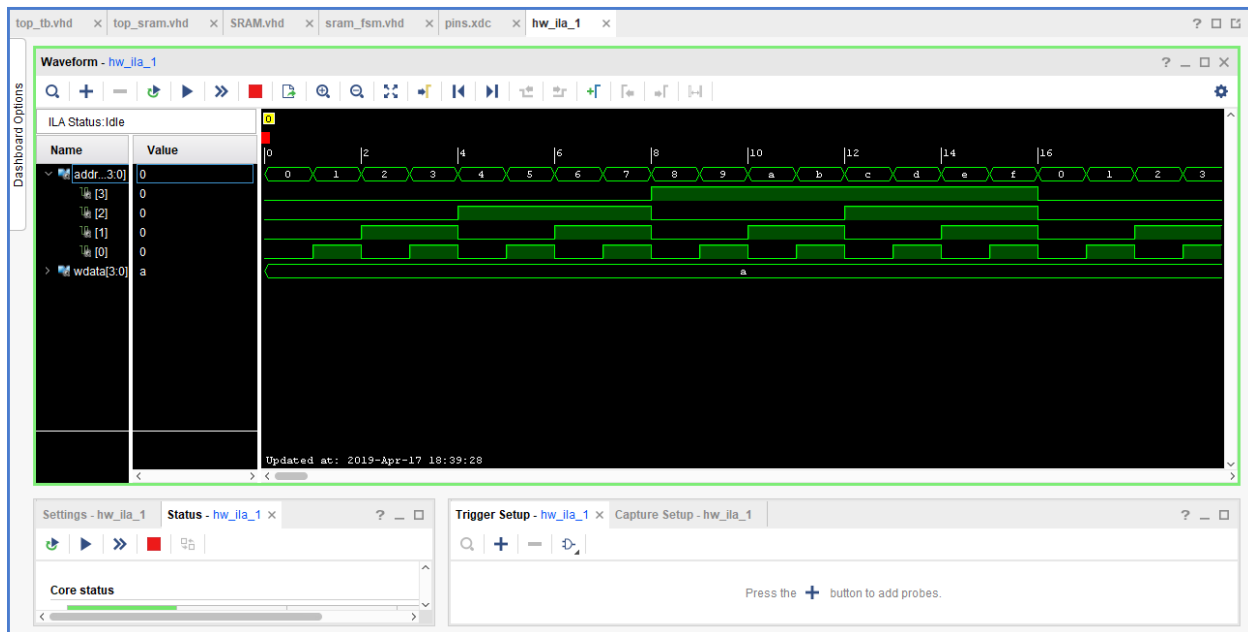 top_tb.vhd × top_sram.vhd × SRAM.vhd × sram_fsm.vhd × pins.xdc × hw_ila_1 × ?
Dashboard Options
Waveform - hw_ila_1 ? ×
ILA Status:Idle 0
Name Value 0 2 4 6 8 10 12 14 16
addr...3:0] 0 0 1 2 3 4 5 6 7 8 9 a b c d e f 0 1 2 3
[3] 0
[2] 0
[1] 0
[0] 0
wdata[3:0] a a
Updated at: 2019-Apr-17 18:39:28
Settings - hw_ila_1 Status - hw_ila_1 × ?
Core status
Trigger Setup - hw_ila_1 × Capture Setup - hw_ila_1 ?
Press the + button to add probes.